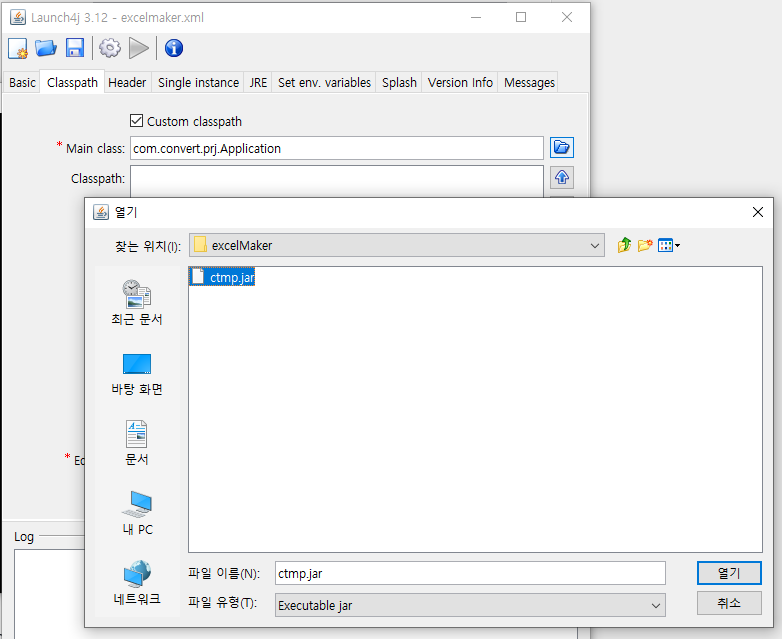 Launch4j 3.12 - excelmaker.xml
Basic Classpath Header Single instance JRE Set env. variables Splash Version Info Messages
Custom classpath
* Main class: com.convert.prj.Application
Classpath:
열기
찾는 위치(I): excelMaker
ctmp.jar
최근 문서
바탕 화면
문서
* Ed
내 PC
Log
네트워크
파일 이름(N): ctmp.jar 열기
파일 유형(T): Executable jar 취소